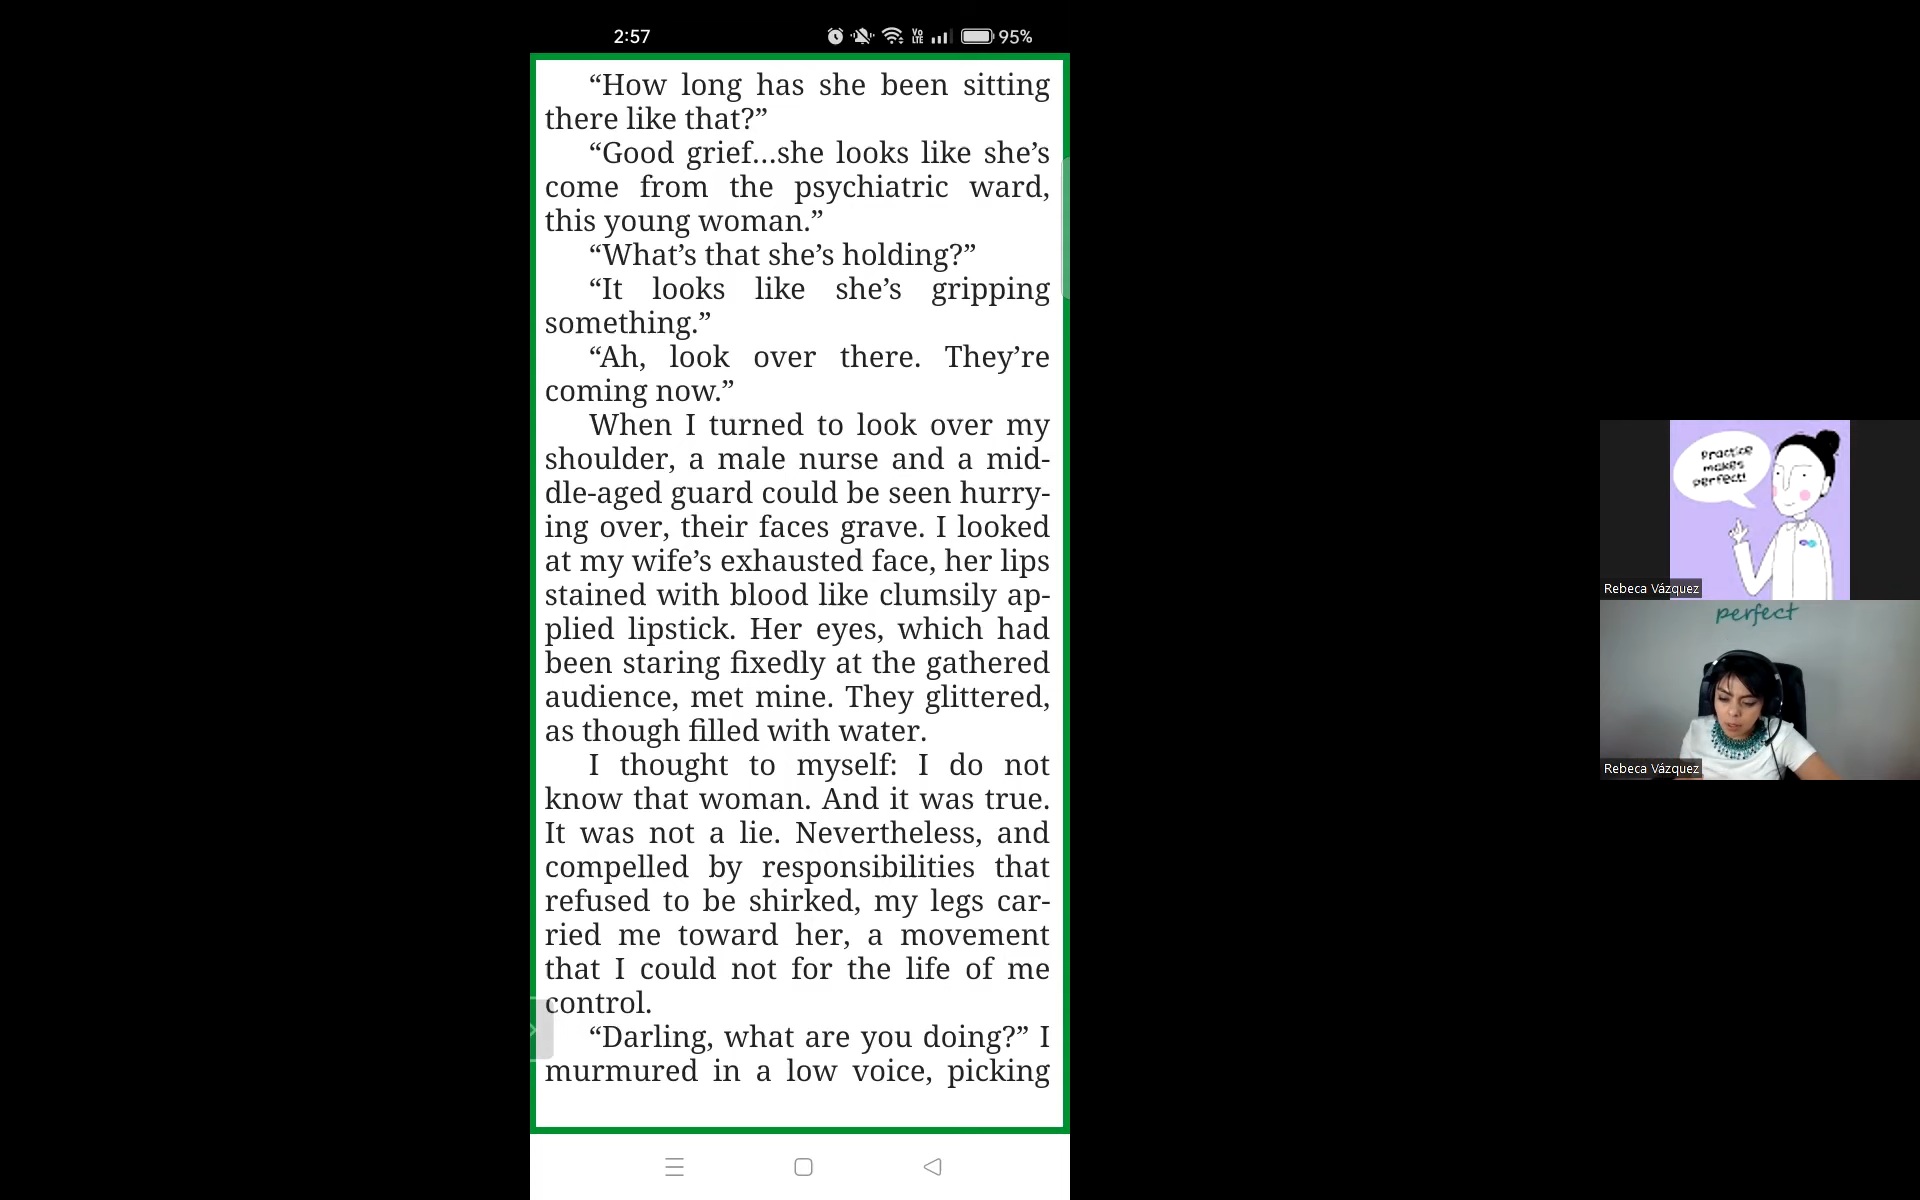 2:57
Vo LTE
95%
“How long has she been sitting
there like that?”
“Good grief...she looks like she’s
come from the psychiatric ward,
this young woman.”
“What’s that she’s holding?”
“It looks like she’s gripping
something.”
“Ah, look over there. They’re
coming now.”
When I turned to look over my
shoulder, a male nurse and a mid-
dle-aged guard could be seen hurry-
ing over, their faces grave. I looked
at my wife’s exhausted face, her lips
stained with blood like clumsily ap-
plied lipstick. Her eyes, which had
been staring fixedly at the gathered
audience, met mine. They glittered,
as though filled with water.
I thought to myself: I do not
know that woman. And it was true.
It was not a lie. Nevertheless, and
compelled by responsibilities that
refused to be shirked, my legs car-
ried me toward her, a movement
that I could not for the life of me
control.
“Darling, what are you doing?” I
murmured in a low voice, picking
Practice
makes
perfect!
Rebeca Vázquez
perfect
Rebeca Vázquez